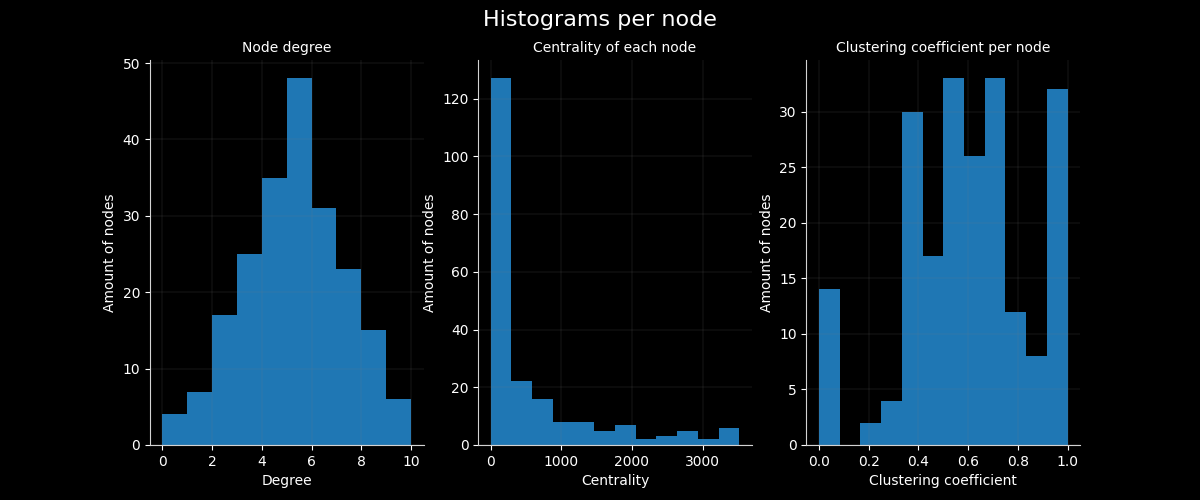 Histograms per node
Node degree
Centrality of each node
Clustering coefficient per node
Amount of nodes
50
40
30
20
10
0
0 2 4 6 8 10
Degree
Amount of nodes
120
100
80
60
40
20
0
0 1000 2000 3000
Centrality
Amount of nodes
30
25
20
15
10
5
0
0.0 0.2 0.4 0.6 0.8 1.0
Clustering coefficient